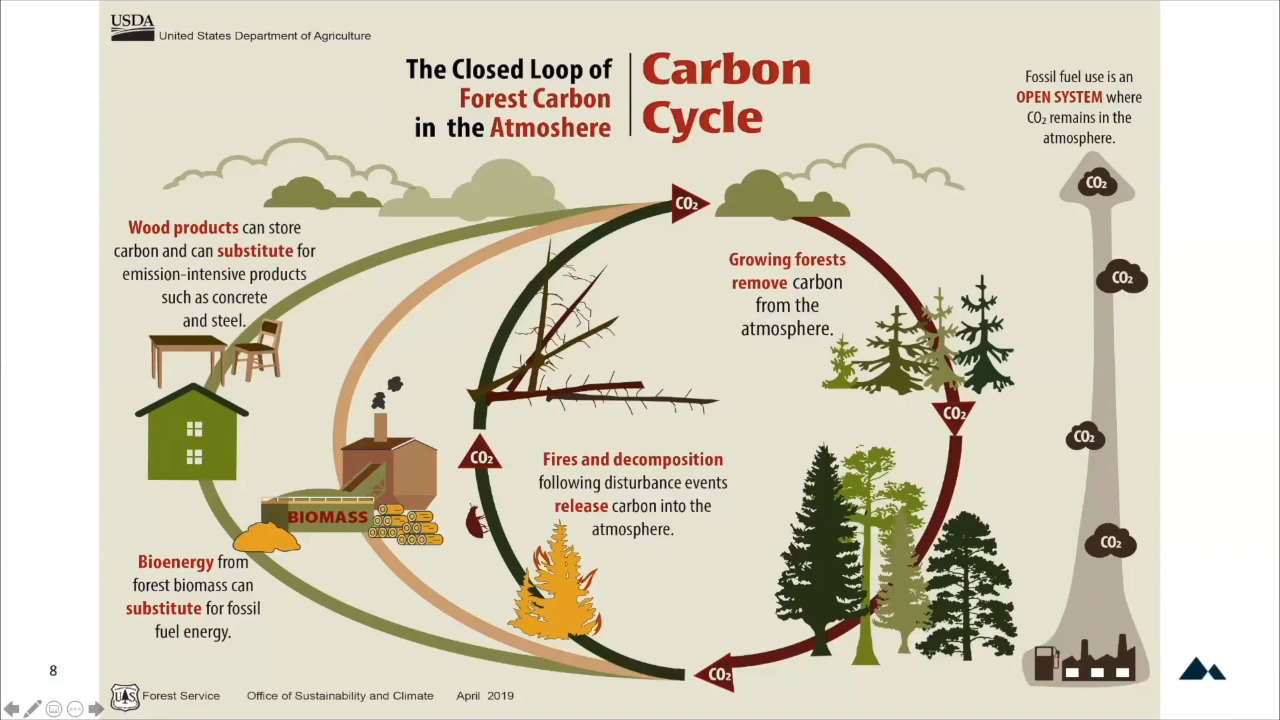 USDA
United States Department of Agriculture
The Closed Loop of
Forest Carbon
in the Atmoshere
Carbon
Cycle
Fossil fuel use is an
OPEN SYSTEM where
CO₂ remains in the
atmosphere.
CO₂
CO₂
CO₂
CO₂
CO₂
Wood products can store
carbon and can substitute for
emission-intensive products
such as concrete
and steel.
Growing forests
remove carbon
from the
atmosphere.
CO₂
CO₂
Fires and decomposition
following disturbance events
release carbon into the
atmosphere.
BIOMASS
Bioenergy from
forest biomass can
substitute for fossil
fuel energy.
CO₂
8
UAS
Forest Service
Office of Sustainability and Climate
April 2019